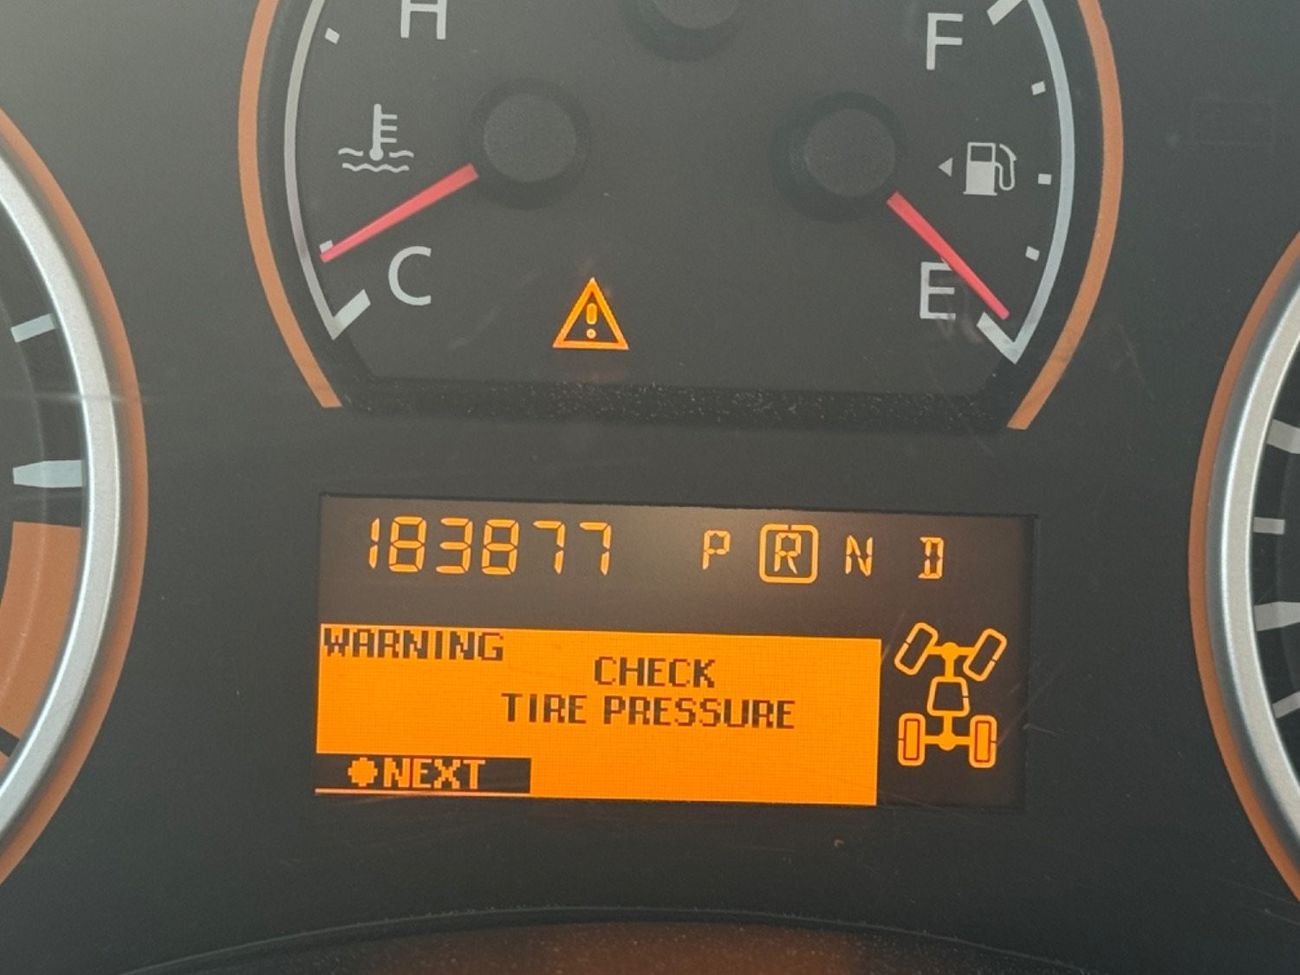 H
F
C
E
183877 P R N D
WARNING
CHECK
TIRE PRESSURE
NEXT